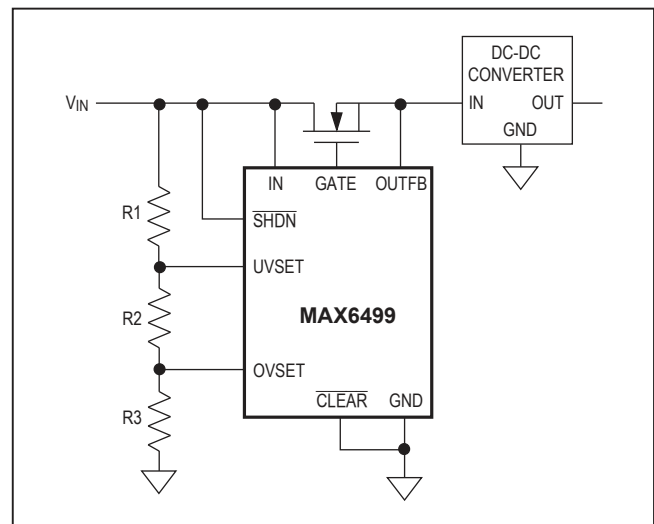 DC-DC
CONVERTER
IN OUT
GND
VIN
IN GATE OUTFB
R1
SHDN
UVSET
MAX6499
R2
OVSET
CLEAR GND
R3